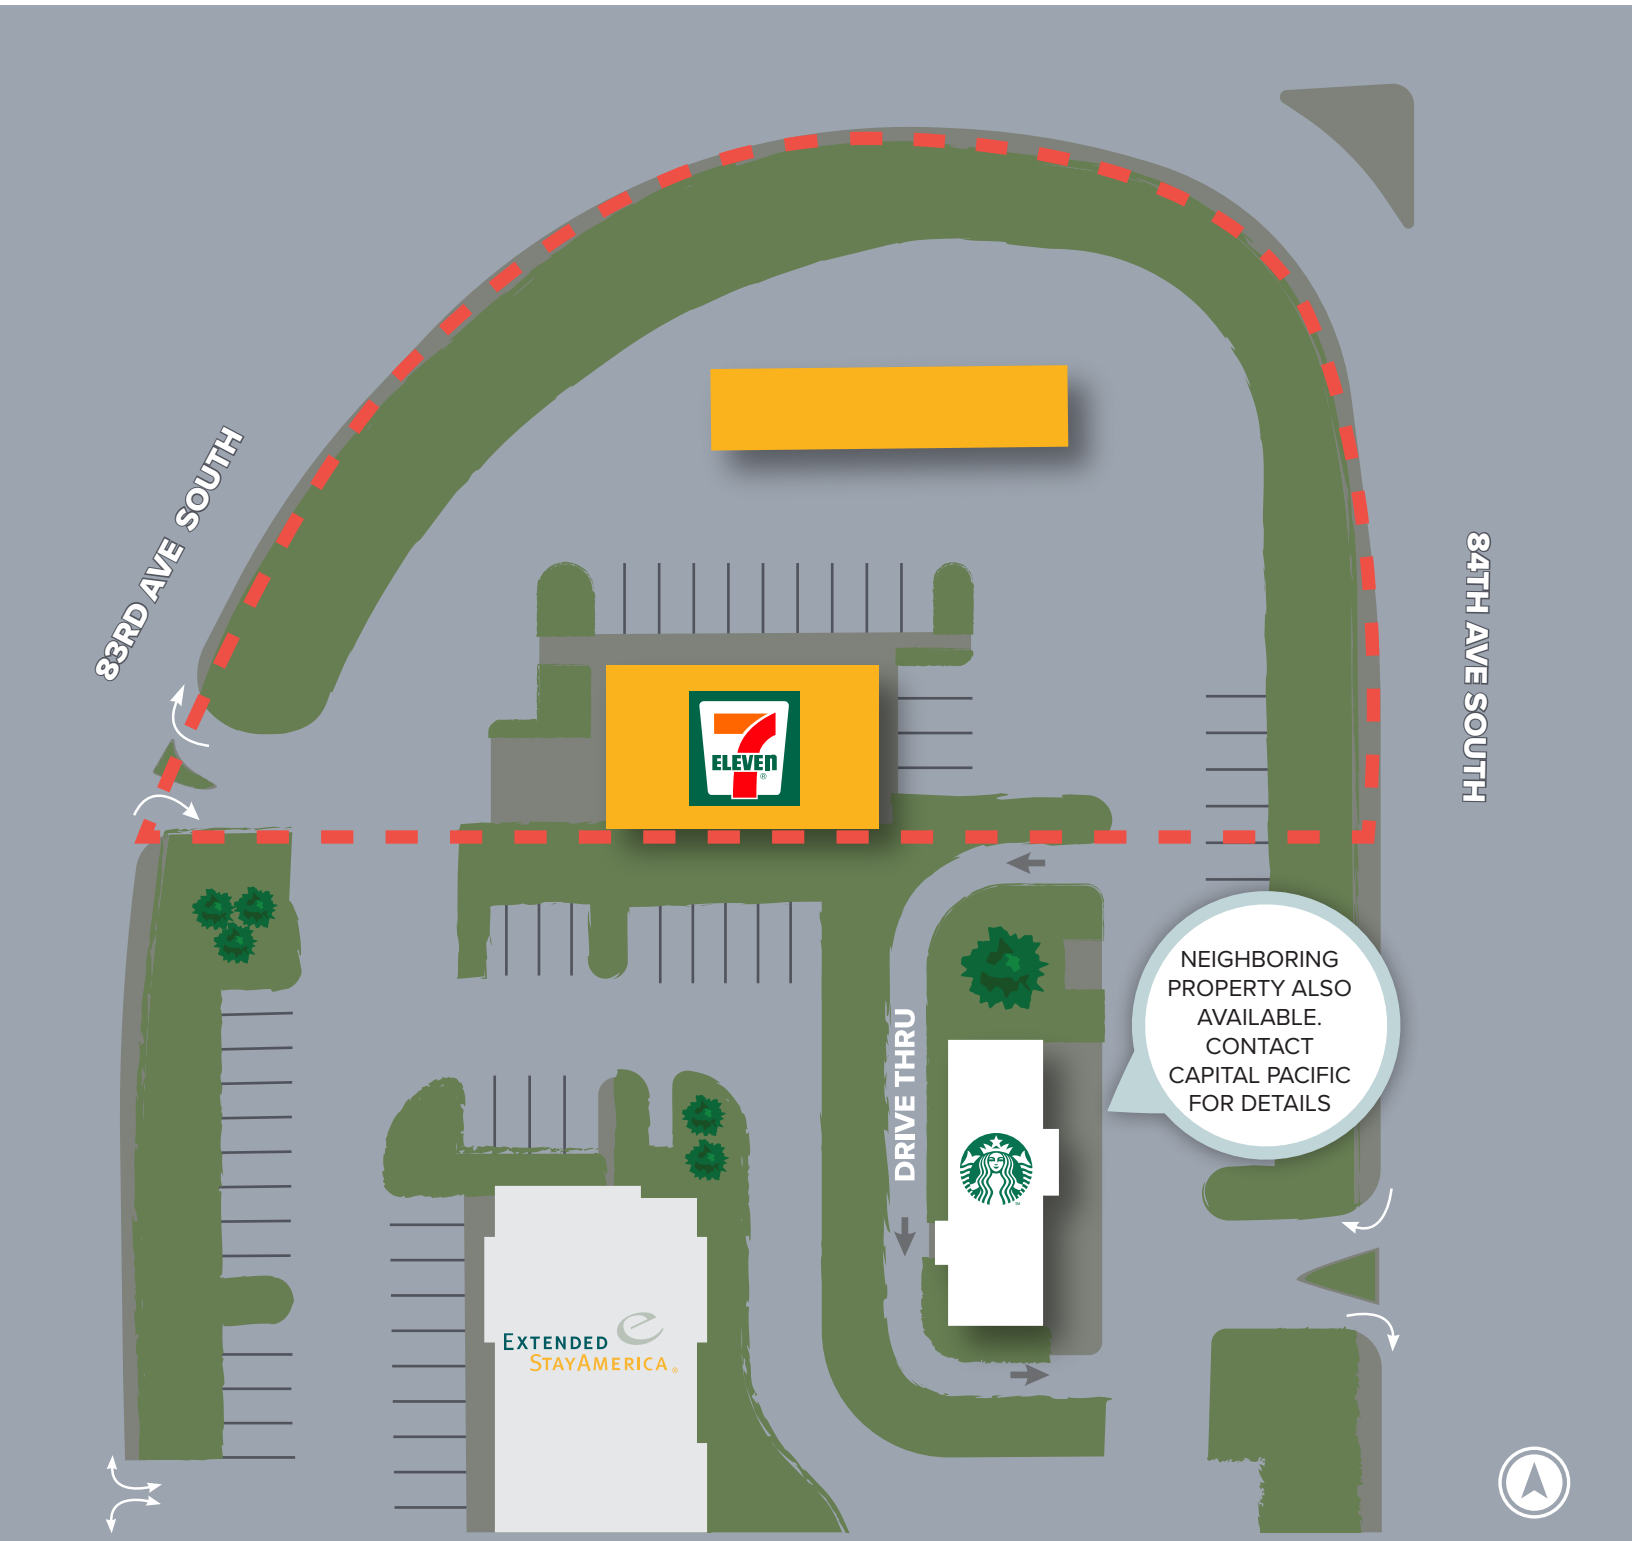 83RD AVE SOUTH
84TH AVE SOUTH
7
ELEVEN
®
NEIGHBORING
PROPERTY ALSO
AVAILABLE.
CONTACT
CAPITAL PACIFIC
FOR DETAILS
DRIVE THRU
EXTENDED
STAYAMERICA®